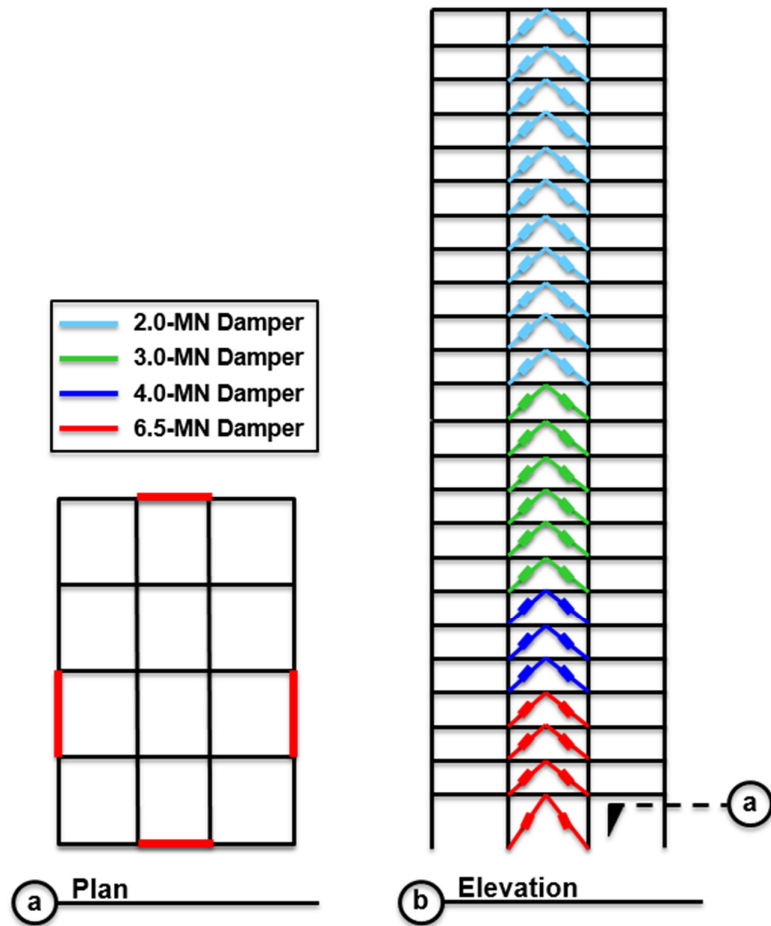 2.0-MN Damper
3.0-MN Damper
4.0-MN Damper
6.5-MN Damper
a
a Plan
b Elevation